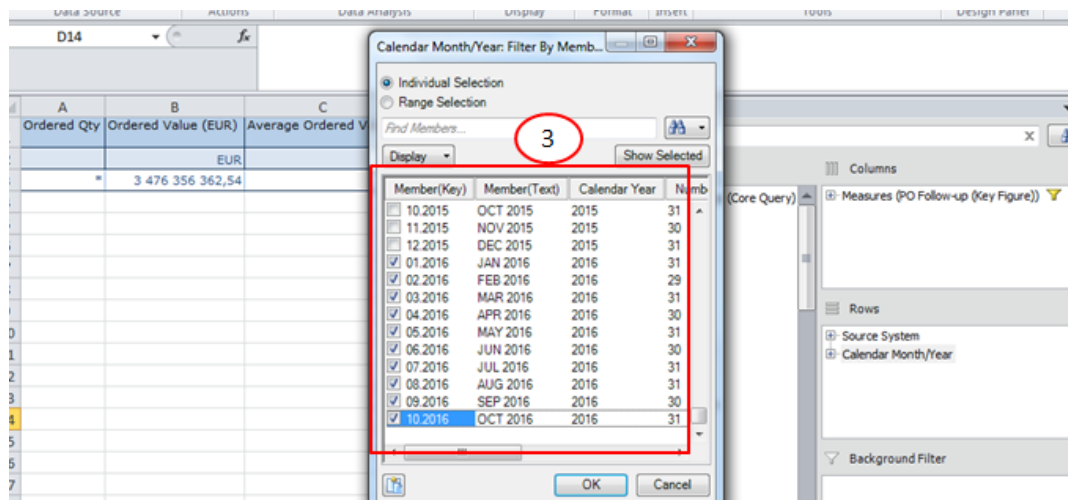 Data Source Actions Data Analysis Display Format Insert Tools Design Panel
D14 fx
Calendar Month/Year: Filter By Memb...
Individual Selection
Range Selection
Find Members...
3
Display Show Selected
A B C
Ordered Qty Ordered Value (EUR) Average Ordered V
EUR
* 3 476 356 362,54
Member(Key) Member(Text) Calendar Year Numb
10.2015 OCT 2015 2015 31
11.2015 NOV 2015 2015 30
12.2015 DEC 2015 2015 31
01.2016 JAN 2016 2016 31
02.2016 FEB 2016 2016 29
03.2016 MAR 2016 2016 31
04.2016 APR 2016 2016 30
05.2016 MAY 2016 2016 31
06.2016 JUN 2016 2016 30
07.2016 JUL 2016 2016 31
08.2016 AUG 2016 2016 31
09.2016 SEP 2016 2016 30
10.2016 OCT 2016 2016 31
OK Cancel
(Core Query)
Columns
Measures (PO Follow-up (Key Figure))
Rows
Source System
Calendar Month/Year
Background Filter